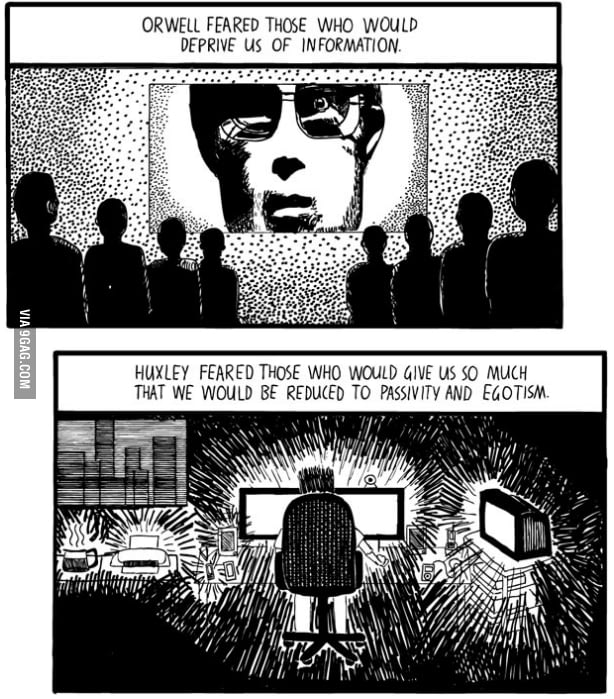 ORWELL FEARED THOSE WHO WOULD
DEPRIVE US OF INFORMATION.
VIA 9GAG.COM
HUXLEY FEARED THOSE WHO WOULD GIVE US SO MUCH
THAT WE WOULD BE REDUCED TO PASSIVITY AND EGOTISM.